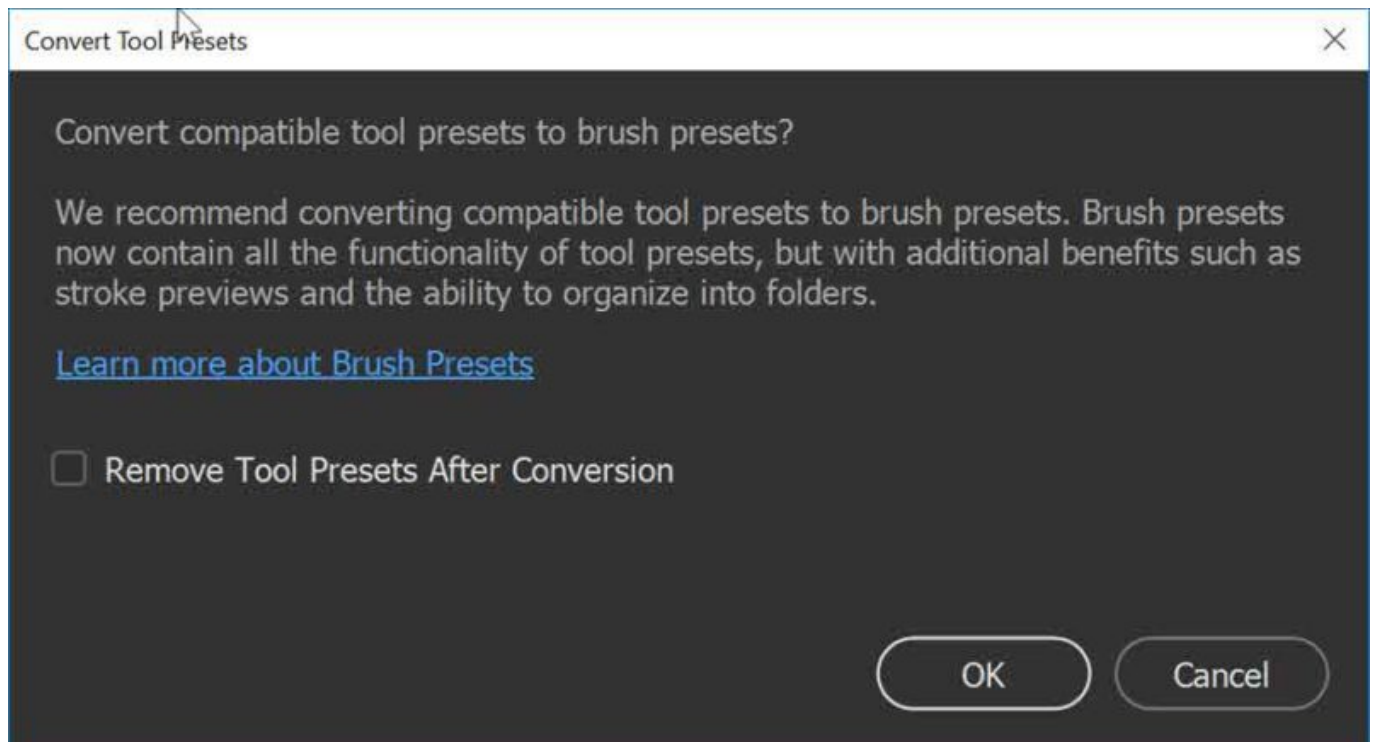 Convert Tool Presets
Convert compatible tool presets to brush presets?
We recommend converting compatible tool presets to brush presets. Brush presets
now contain all the functionality of tool presets, but with additional benefits such as
stroke previews and the ability to organize into folders.
Learn more about Brush Presets
Remove Tool Presets After Conversion
OK
Cancel